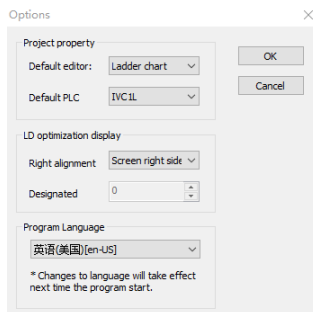 Options
Project property
Default editor: Ladder chart
Default PLC IVC1L
OK
Cancel
LD optimization display
Right alignment Screen right side
Designated 0
Program Language
英语(美国)[en-US]
* Changes to language will take effect
next time the program start.